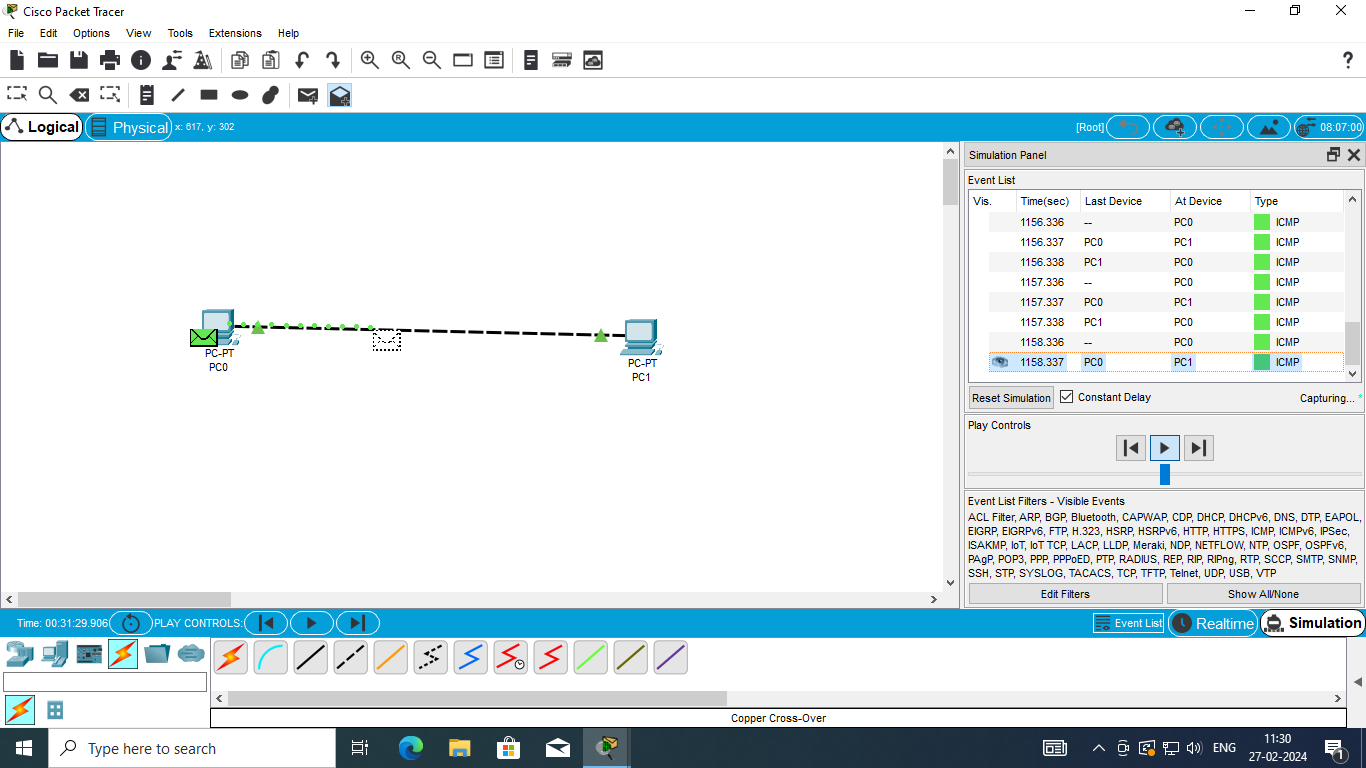 Cisco Packet Tracer
File Edit Options View Tools Extensions Help
Logical Physical x: 617, y: 302 [Root] 08:07:00
PC-PT
PC0
PC-PT
PC1
Simulation Panel
Event List
Vis. Time(sec) Last Device At Device Type
1156.336 -- PC0 ICMP
1156.337 PC0 PC1 ICMP
1156.338 PC1 PC0 ICMP
1157.336 -- PC0 ICMP
1157.337 PC0 PC1 ICMP
1157.338 PC1 PC0 ICMP
1158.336 -- PC0 ICMP
1158.337 PC0 PC1 ICMP
Reset Simulation Constant Delay Capturing... *
Play Controls
Event List Filters - Visible Events
ACL Filter, ARP, BGP, Bluetooth, CAPWAP, CDP, DHCP, DHCPv6, DNS, DTP, EAPOL,
EIGRP, EIGRPv6, FTP, H.323, HSRP, HSRPv6, HTTP, HTTPS, ICMP, ICMPv6, IPSec,
ISAKMP, IoT, IoT TCP, LACP, LLDP, Meraki, NDP, NETFLOW, NTP, OSPF, OSPFv6,
PAgP, POP3, PPP, PPPoED, PTP, RADIUS, REP, RIP, RIPng, RTP, SCCP, SMTP, SNMP,
SSH, STP, SYSLOG, TACACS, TCP, TFTP, Telnet, UDP, USB, VTP
Edit Filters Show All/None
Time: 00:31:29.906 PLAY CONTROLS: Event List Realtime Simulation
Copper Cross-Over
Type here to search
ENG
11:30
27-02-2024
1